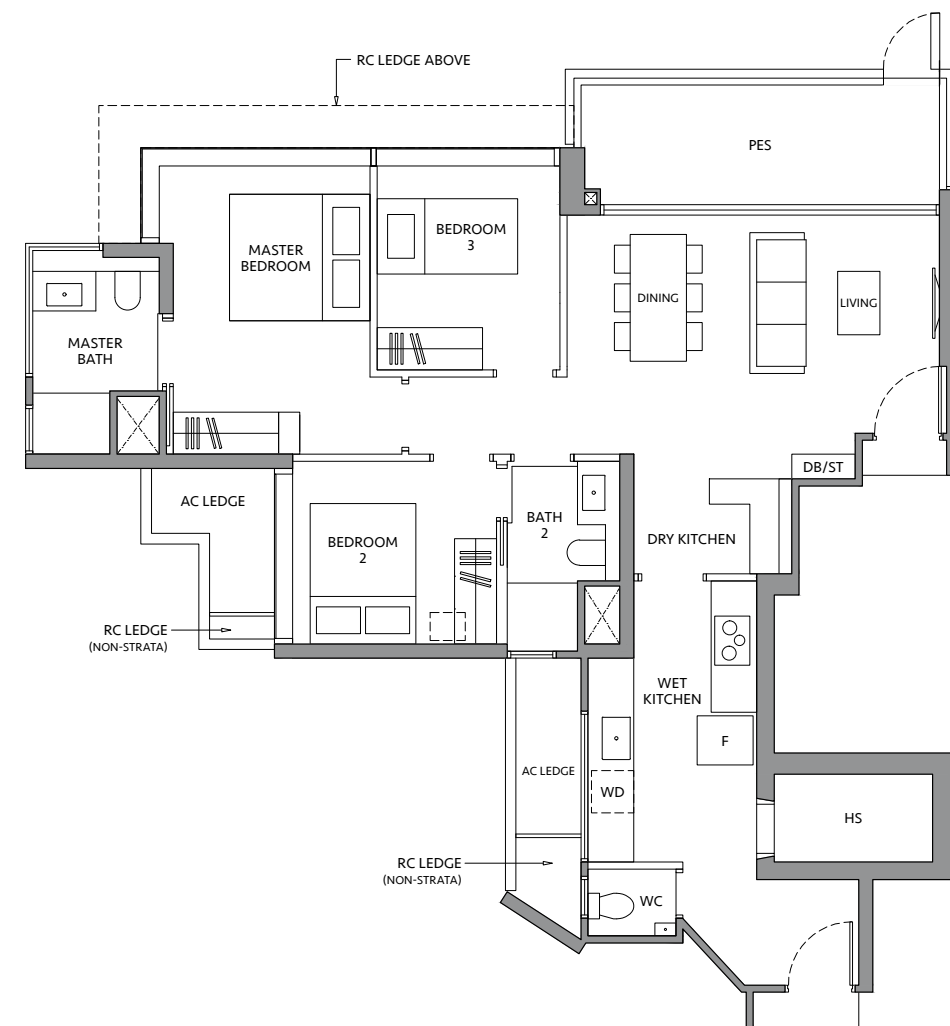 RC LEDGE ABOVE
PES
BEDROOM
3
MASTER
BEDROOM
DINING
LIVING
MASTER
BATH
DB/ST
AC LEDGE
BATH
2
BEDROOM
2
DRY KITCHEN
RC LEDGE
(NON-STRATA)
WET
KITCHEN
F
AC LEDGE
WD
HS
RC LEDGE
(NON-STRATA)
WC